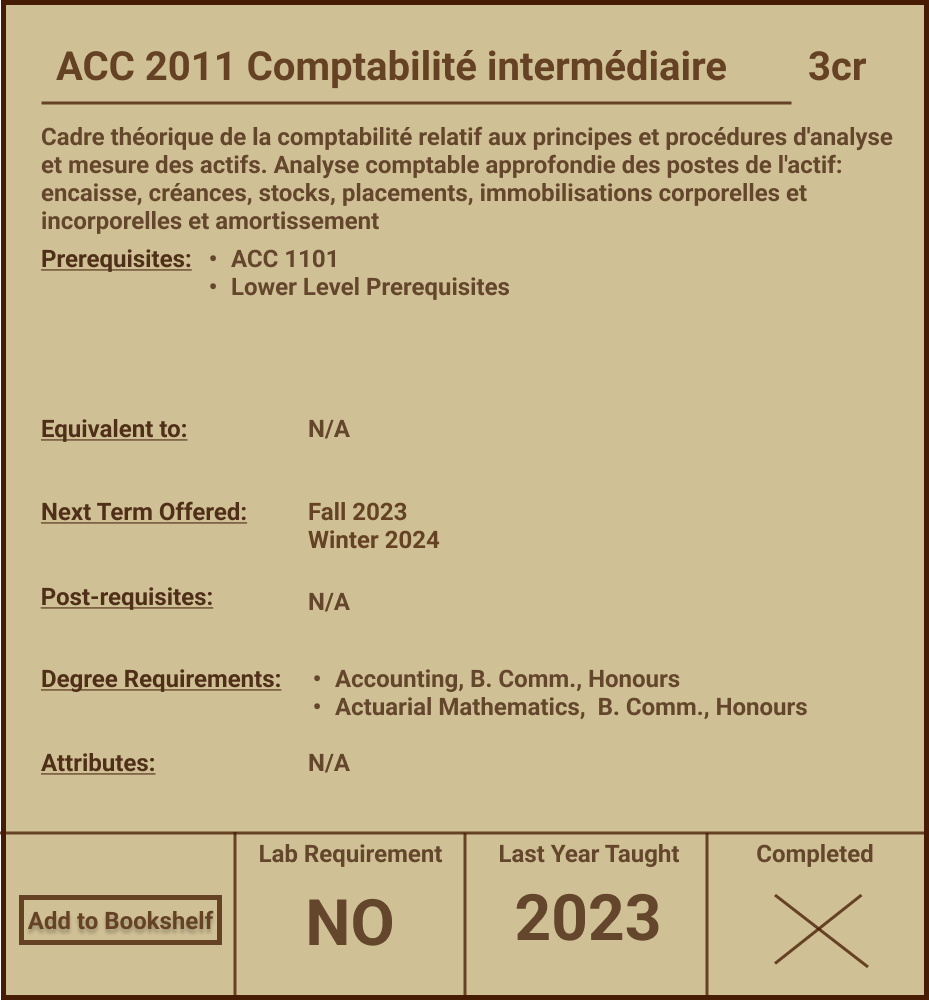 ACC 2011 Comptabilité intermédiaire 3cr
Cadre théorique de la comptabilité relatif aux principes et procédures d'analyse
et mesure des actifs. Analyse comptable approfondie des postes de l'actif:
encaisse, créances, stocks, placements, immobilisations corporelles et
incorporelles et amortissement
Prerequisites: • ACC 1101
• Lower Level Prerequisites
Equivalent to: N/A
Next Term Offered: Fall 2023
Winter 2024
Post-requisites: N/A
Degree Requirements: • Accounting, B. Comm., Honours
• Actuarial Mathematics, B. Comm., Honours
Attributes: N/A
Lab Requirement Last Year Taught Completed
Add to Bookshelf NO 2023